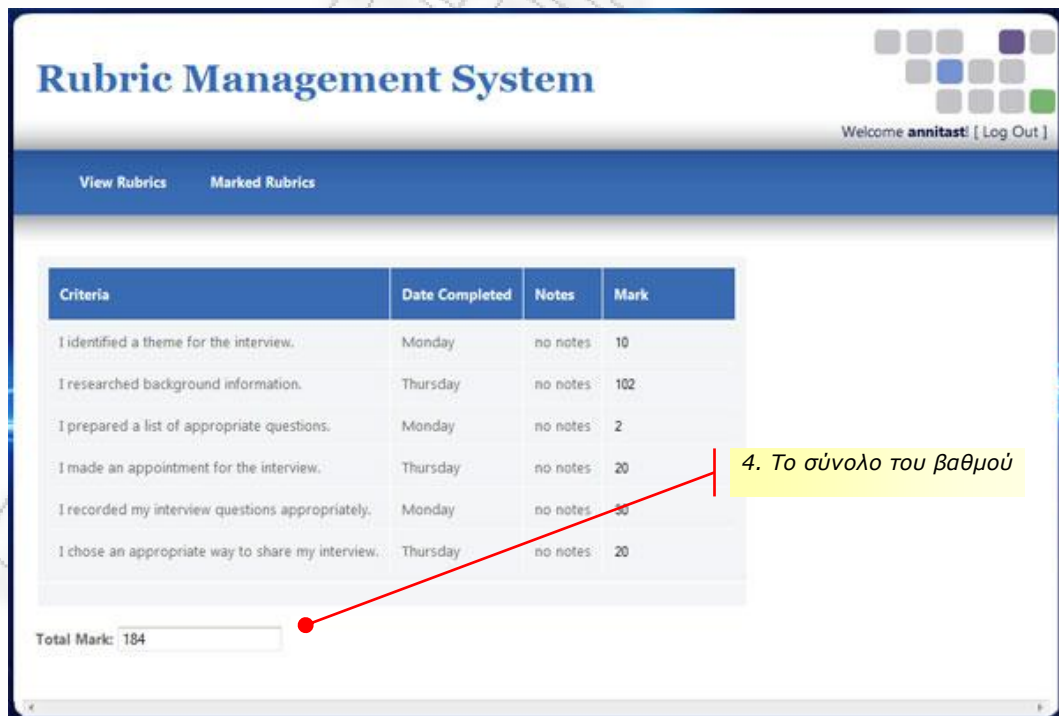 Rubric Management System
Welcome annitast! [ Log Out ]
View Rubrics Marked Rubrics
Criteria Date Completed Notes Mark
I identified a theme for the interview. Monday no notes 10
I researched background information. Thursday no notes 102
I prepared a list of appropriate questions. Monday no notes 2
I made an appointment for the interview. Thursday no notes 20
4. Το σύνολο του βαθμού
I recorded my interview questions appropriately. Monday no notes 30
I chose an appropriate way to share my interview. Thursday no notes 20
Total Mark: 184